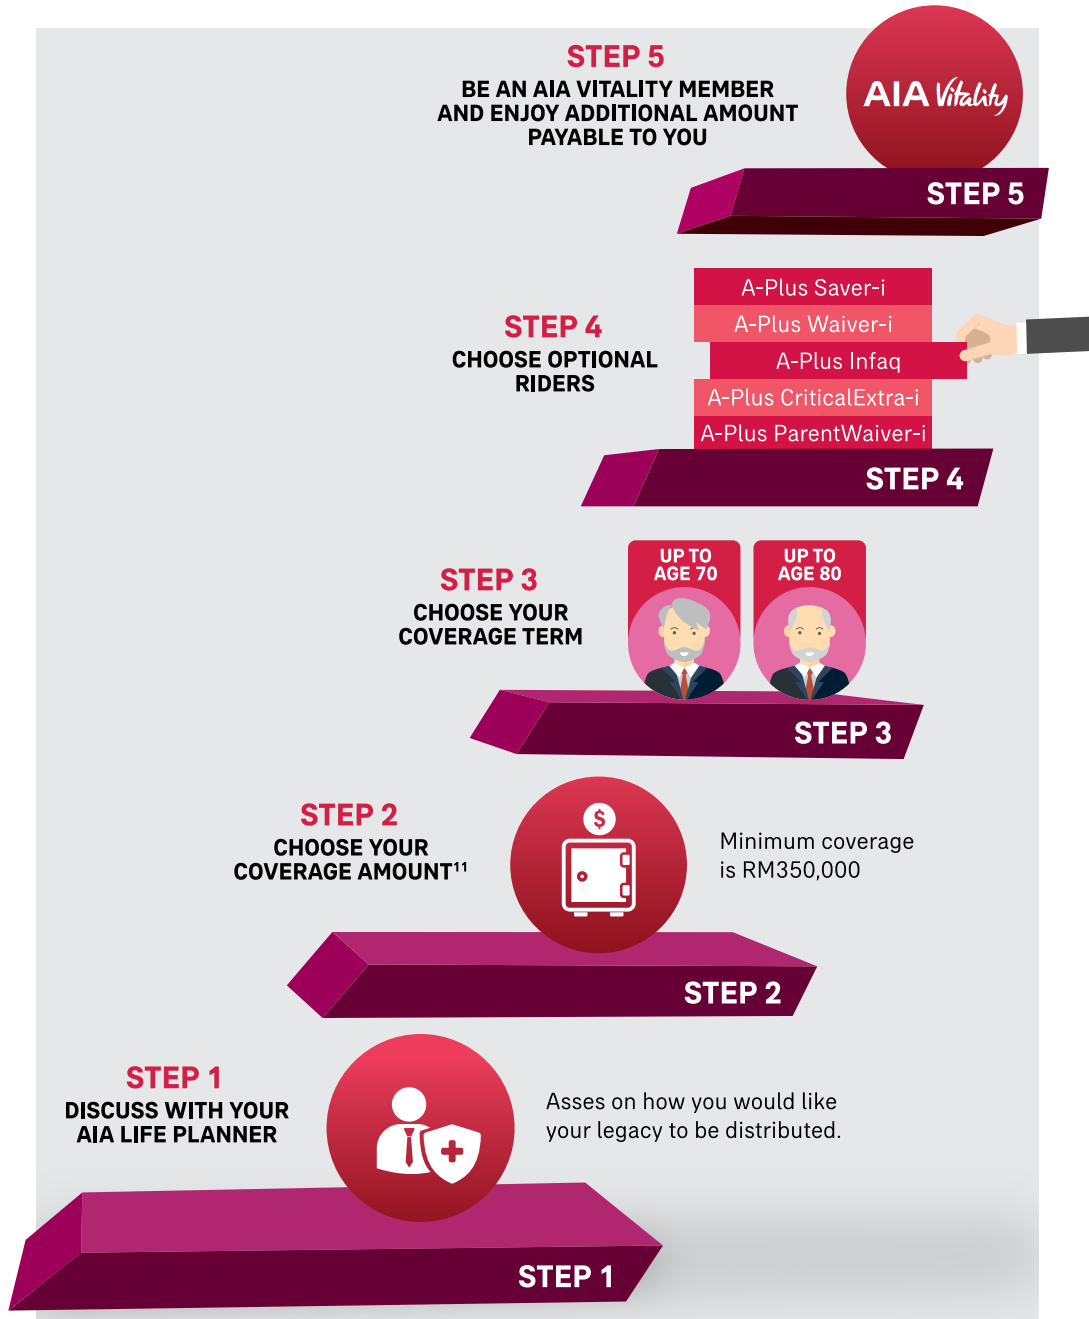 STEP 5
BE AN AIA VITALITY MEMBER
AND ENJOY ADDITIONAL AMOUNT
PAYABLE TO YOU
AIA Vitality
STEP 5
STEP 4
CHOOSE OPTIONAL
RIDERS
A-Plus Saver-i
A-Plus Waiver-i
A-Plus Infaq
A-Plus CriticalExtra-i
A-Plus ParentWaiver-i
STEP 4
STEP 3
CHOOSE YOUR
COVERAGE TERM
UP TO
AGE 70
UP TO
AGE 80
STEP 3
STEP 2
CHOOSE YOUR
COVERAGE AMOUNT¹¹
$
Minimum coverage
is RM350,000
STEP 2
STEP 1
DISCUSS WITH YOUR
AIA LIFE PLANNER
Asses on how you would like
your legacy to be distributed.
STEP 1